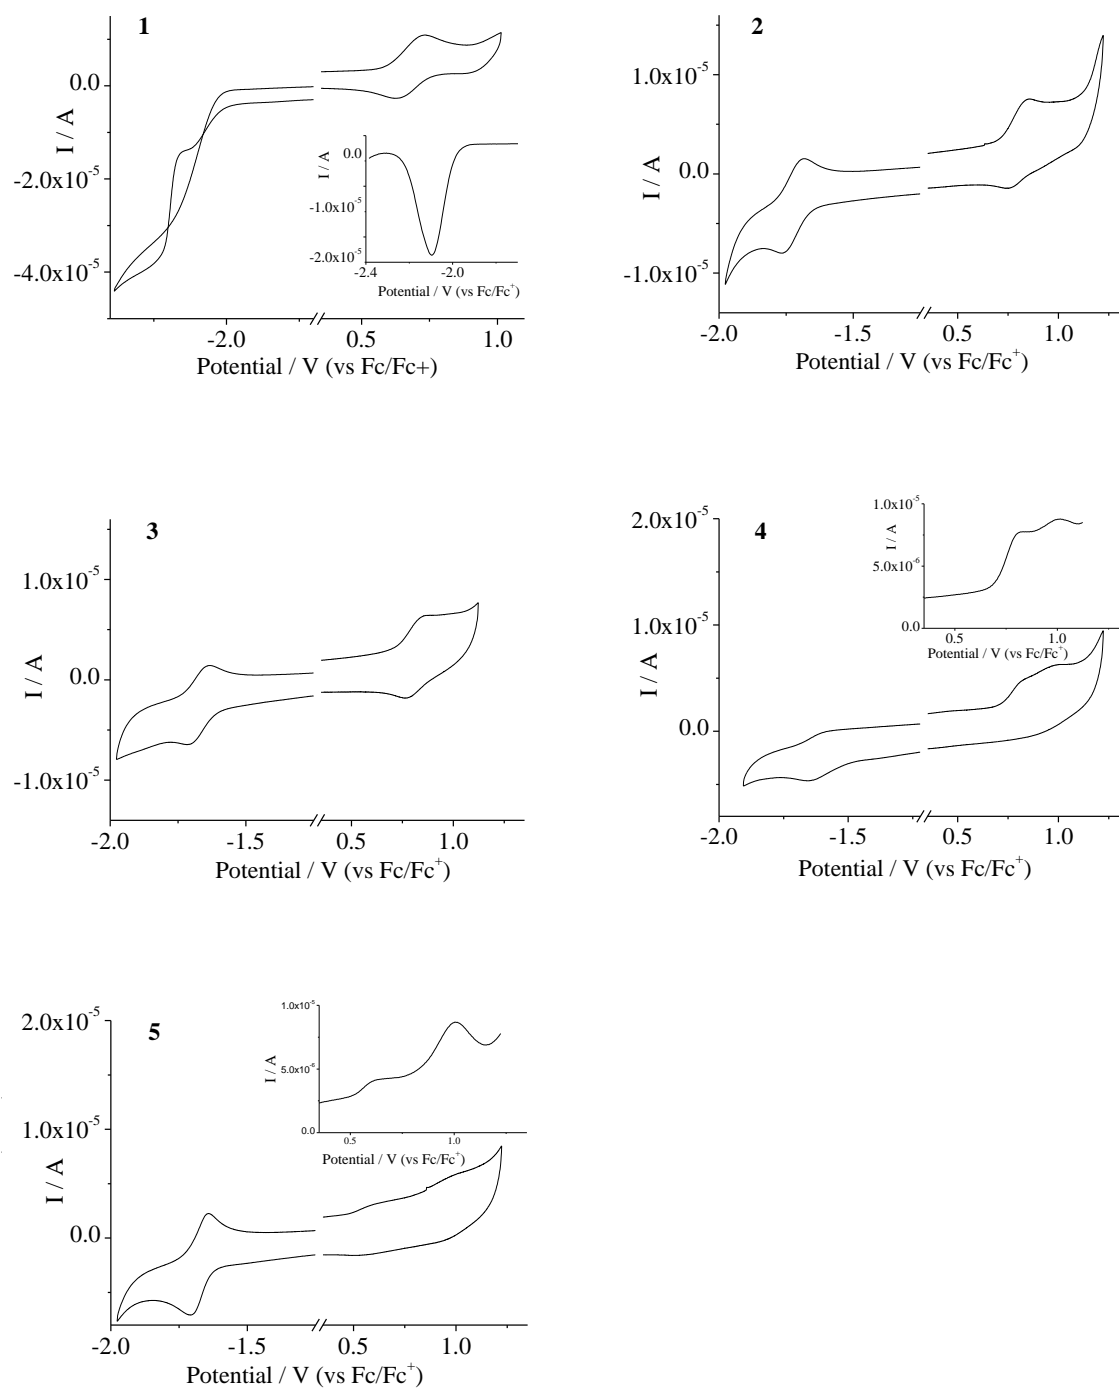 1
0.0
-2.0x10-5
-4.0x10-5
I / A
-2.0
0.5
1.0
Potential / V (vs Fc/Fc+)
0.0
-1.0x10-5
-2.0x10-5
I / A
-2.4
-2.0
Potential / V (vs Fc/Fc+)
2
1.0x10-5
0.0
-1.0x10-5
I / A
-2.0
-1.5
0.5
1.0
Potential / V (vs Fc/Fc+)
3
1.0x10-5
0.0
-1.0x10-5
I / A
-2.0
-1.5
0.5
1.0
Potential / V (vs Fc/Fc+)
4
2.0x10-5
1.0x10-5
0.0
I / A
-2.0
-1.5
0.5
1.0
Potential / V (vs Fc/Fc+)
1.0x10-5
5.0x10-6
0.0
I / A
0.5
1.0
Potential / V (vs Fc/Fc+)
5
2.0x10-5
1.0x10-5
0.0
I / A
-2.0
-1.5
0.5
1.0
Potential / V (vs Fc/Fc+)
1.0x10-5
5.0x10-6
0.0
I / A
0.5
1.0
Potential / V (vs Fc/Fc+)